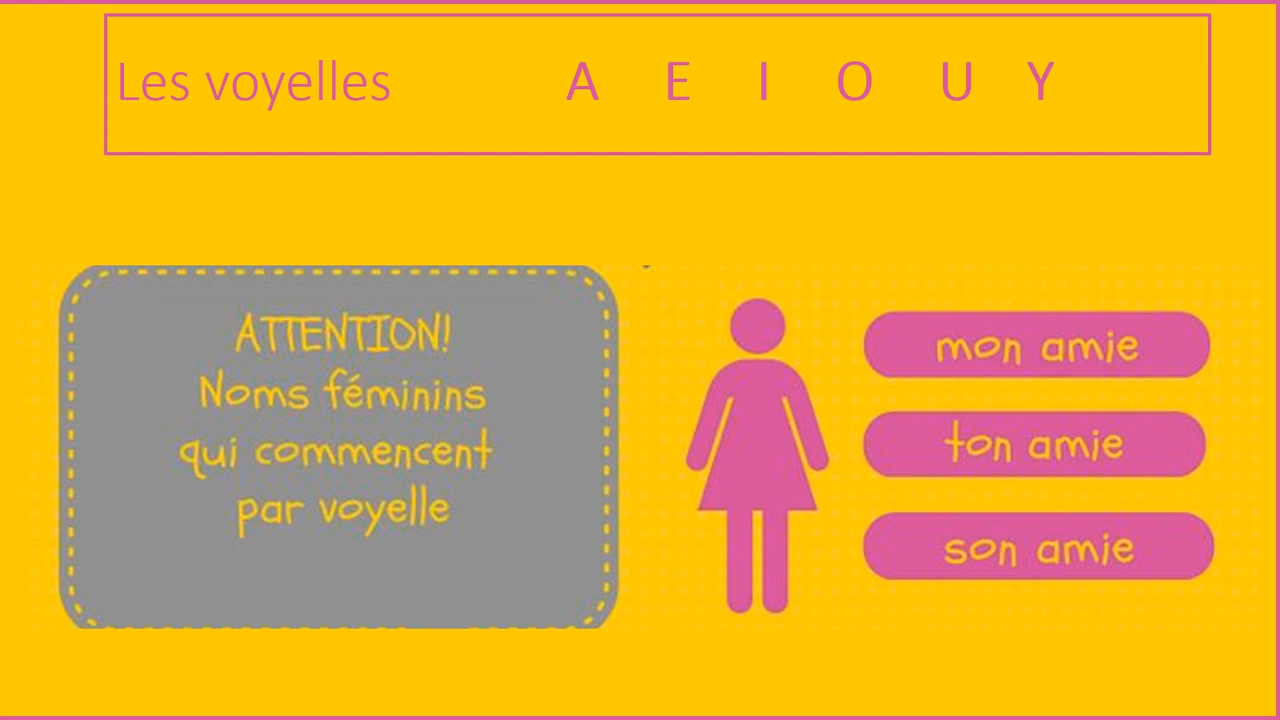 Les voyelles A E I O U Y
ATTENTION!
Noms féminins
qui commencent
par voyelle
mon amie
ton amie
son amie